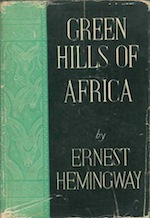 GREEN
HILLS OF
AFRICA
by
ERNEST
HEMINGWAY